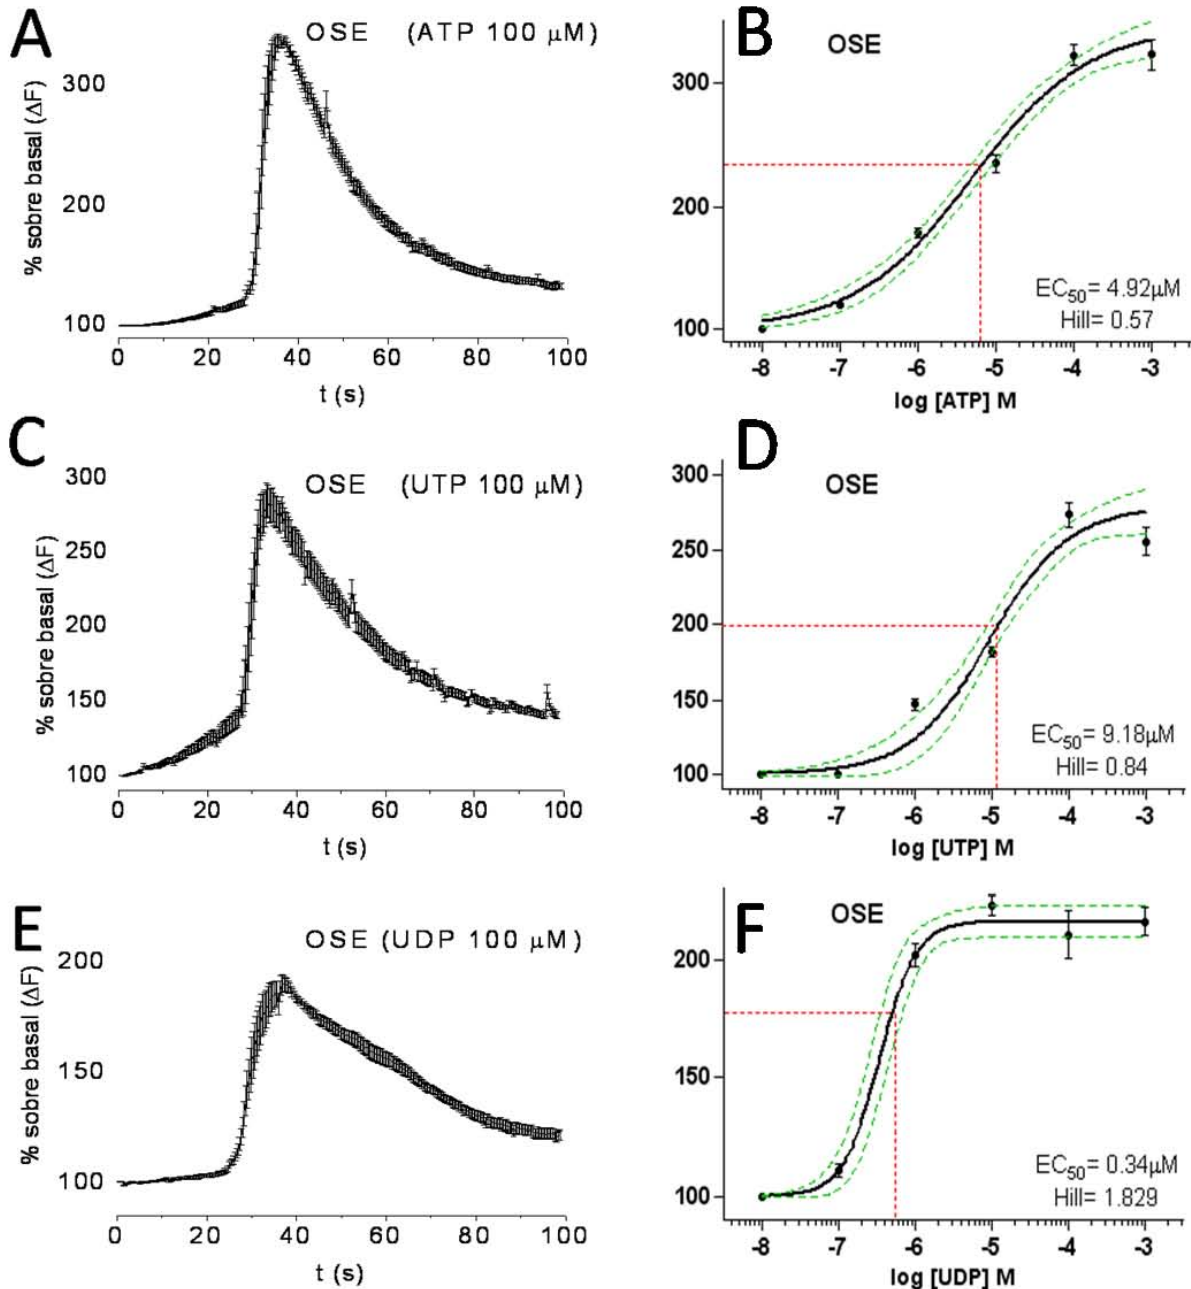 A
OSE (ATP 100 μM)
% sobre basal (ΔF)
300
200
100
0 20 40 60 80 100
t (s)
B
OSE
300
200
100
EC50= 4.92μM
Hill= 0.57
-8 -7 -6 -5 -4 -3
log [ATP] M
C
OSE (UTP 100 μM)
% sobre basal (ΔF)
300
250
200
150
100
0 20 40 60 80 100
t (s)
D
OSE
300
250
200
150
100
EC50= 9.18μM
Hill= 0.84
-8 -7 -6 -5 -4 -3
log [UTP] M
E
OSE (UDP 100 μM)
% sobre basal (ΔF)
200
150
100
0 20 40 60 80 100
t (s)
F
OSE
200
150
100
EC50= 0.34μM
Hill= 1.829
-8 -7 -6 -5 -4 -3
log [UDP] M